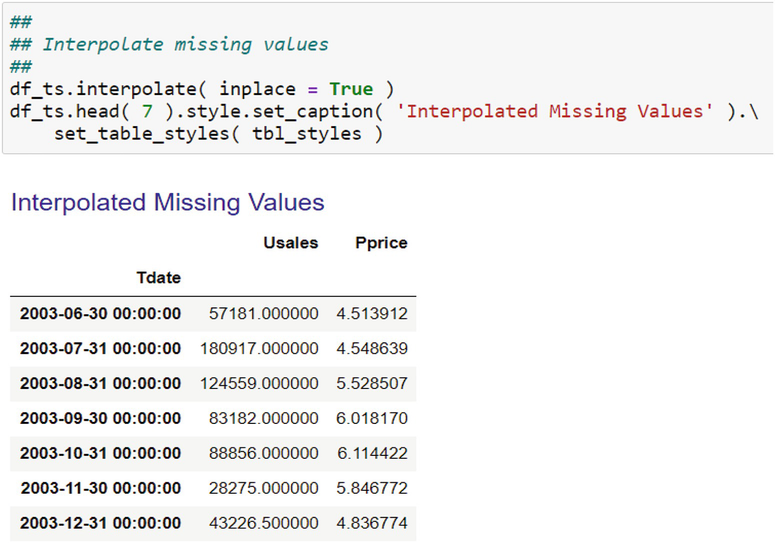 ##
## Interpolate missing values
##
df_ts.interpolate( inplace = True )
df_ts.head( 7 ).style.set_caption( 'Interpolated Missing Values' ).\
    set_table_styles( tbl_styles )
Interpolated Missing Values
Usales Pprice
Tdate
2003-06-30 00:00:00 57181.000000 4.513912
2003-07-31 00:00:00 180917.000000 4.548639
2003-08-31 00:00:00 124559.000000 5.528507
2003-09-30 00:00:00 83182.000000 6.018170
2003-10-31 00:00:00 88856.000000 6.114422
2003-11-30 00:00:00 28275.000000 5.846772
2003-12-31 00:00:00 43226.500000 4.836774